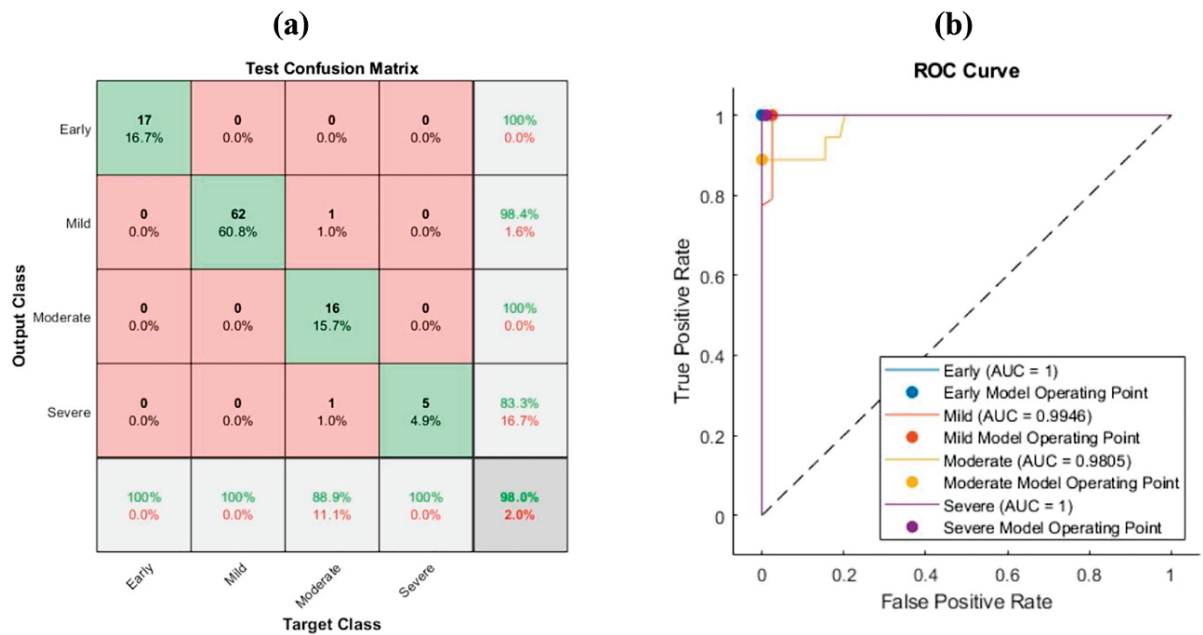 (a)
Test Confusion Matrix
Output Class
Early
17
16.7%
0
0.0%
0
0.0%
0
0.0%
100%
0.0%
Mild
0
0.0%
62
60.8%
1
1.0%
0
0.0%
98.4%
1.6%
Moderate
0
0.0%
0
0.0%
16
15.7%
0
0.0%
100%
0.0%
Severe
0
0.0%
0
0.0%
1
1.0%
5
4.9%
83.3%
16.7%
100%
0.0%
100%
0.0%
88.9%
11.1%
100%
0.0%
98.0%
2.0%
Early
Mild
Moderate
Severe
Target Class
(b)
ROC Curve
True Positive Rate
1
0.8
0.6
0.4
0.2
0
Early (AUC = 1)
Early Model Operating Point
Mild (AUC = 0.9946)
Mild Model Operating Point
Moderate (AUC = 0.9805)
Moderate Model Operating Point
Severe (AUC = 1)
Severe Model Operating Point
0
0.2
0.4
0.6
0.8
1
False Positive Rate